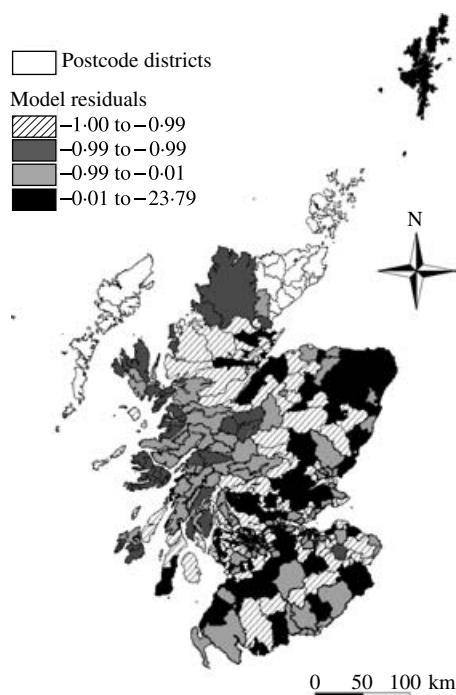 Postcode districts
Model residuals
−1·00 to −0·99
−0·99 to −0·99
−0·99 to −0·01
−0·01 to −23·79
N
0 50 100 km